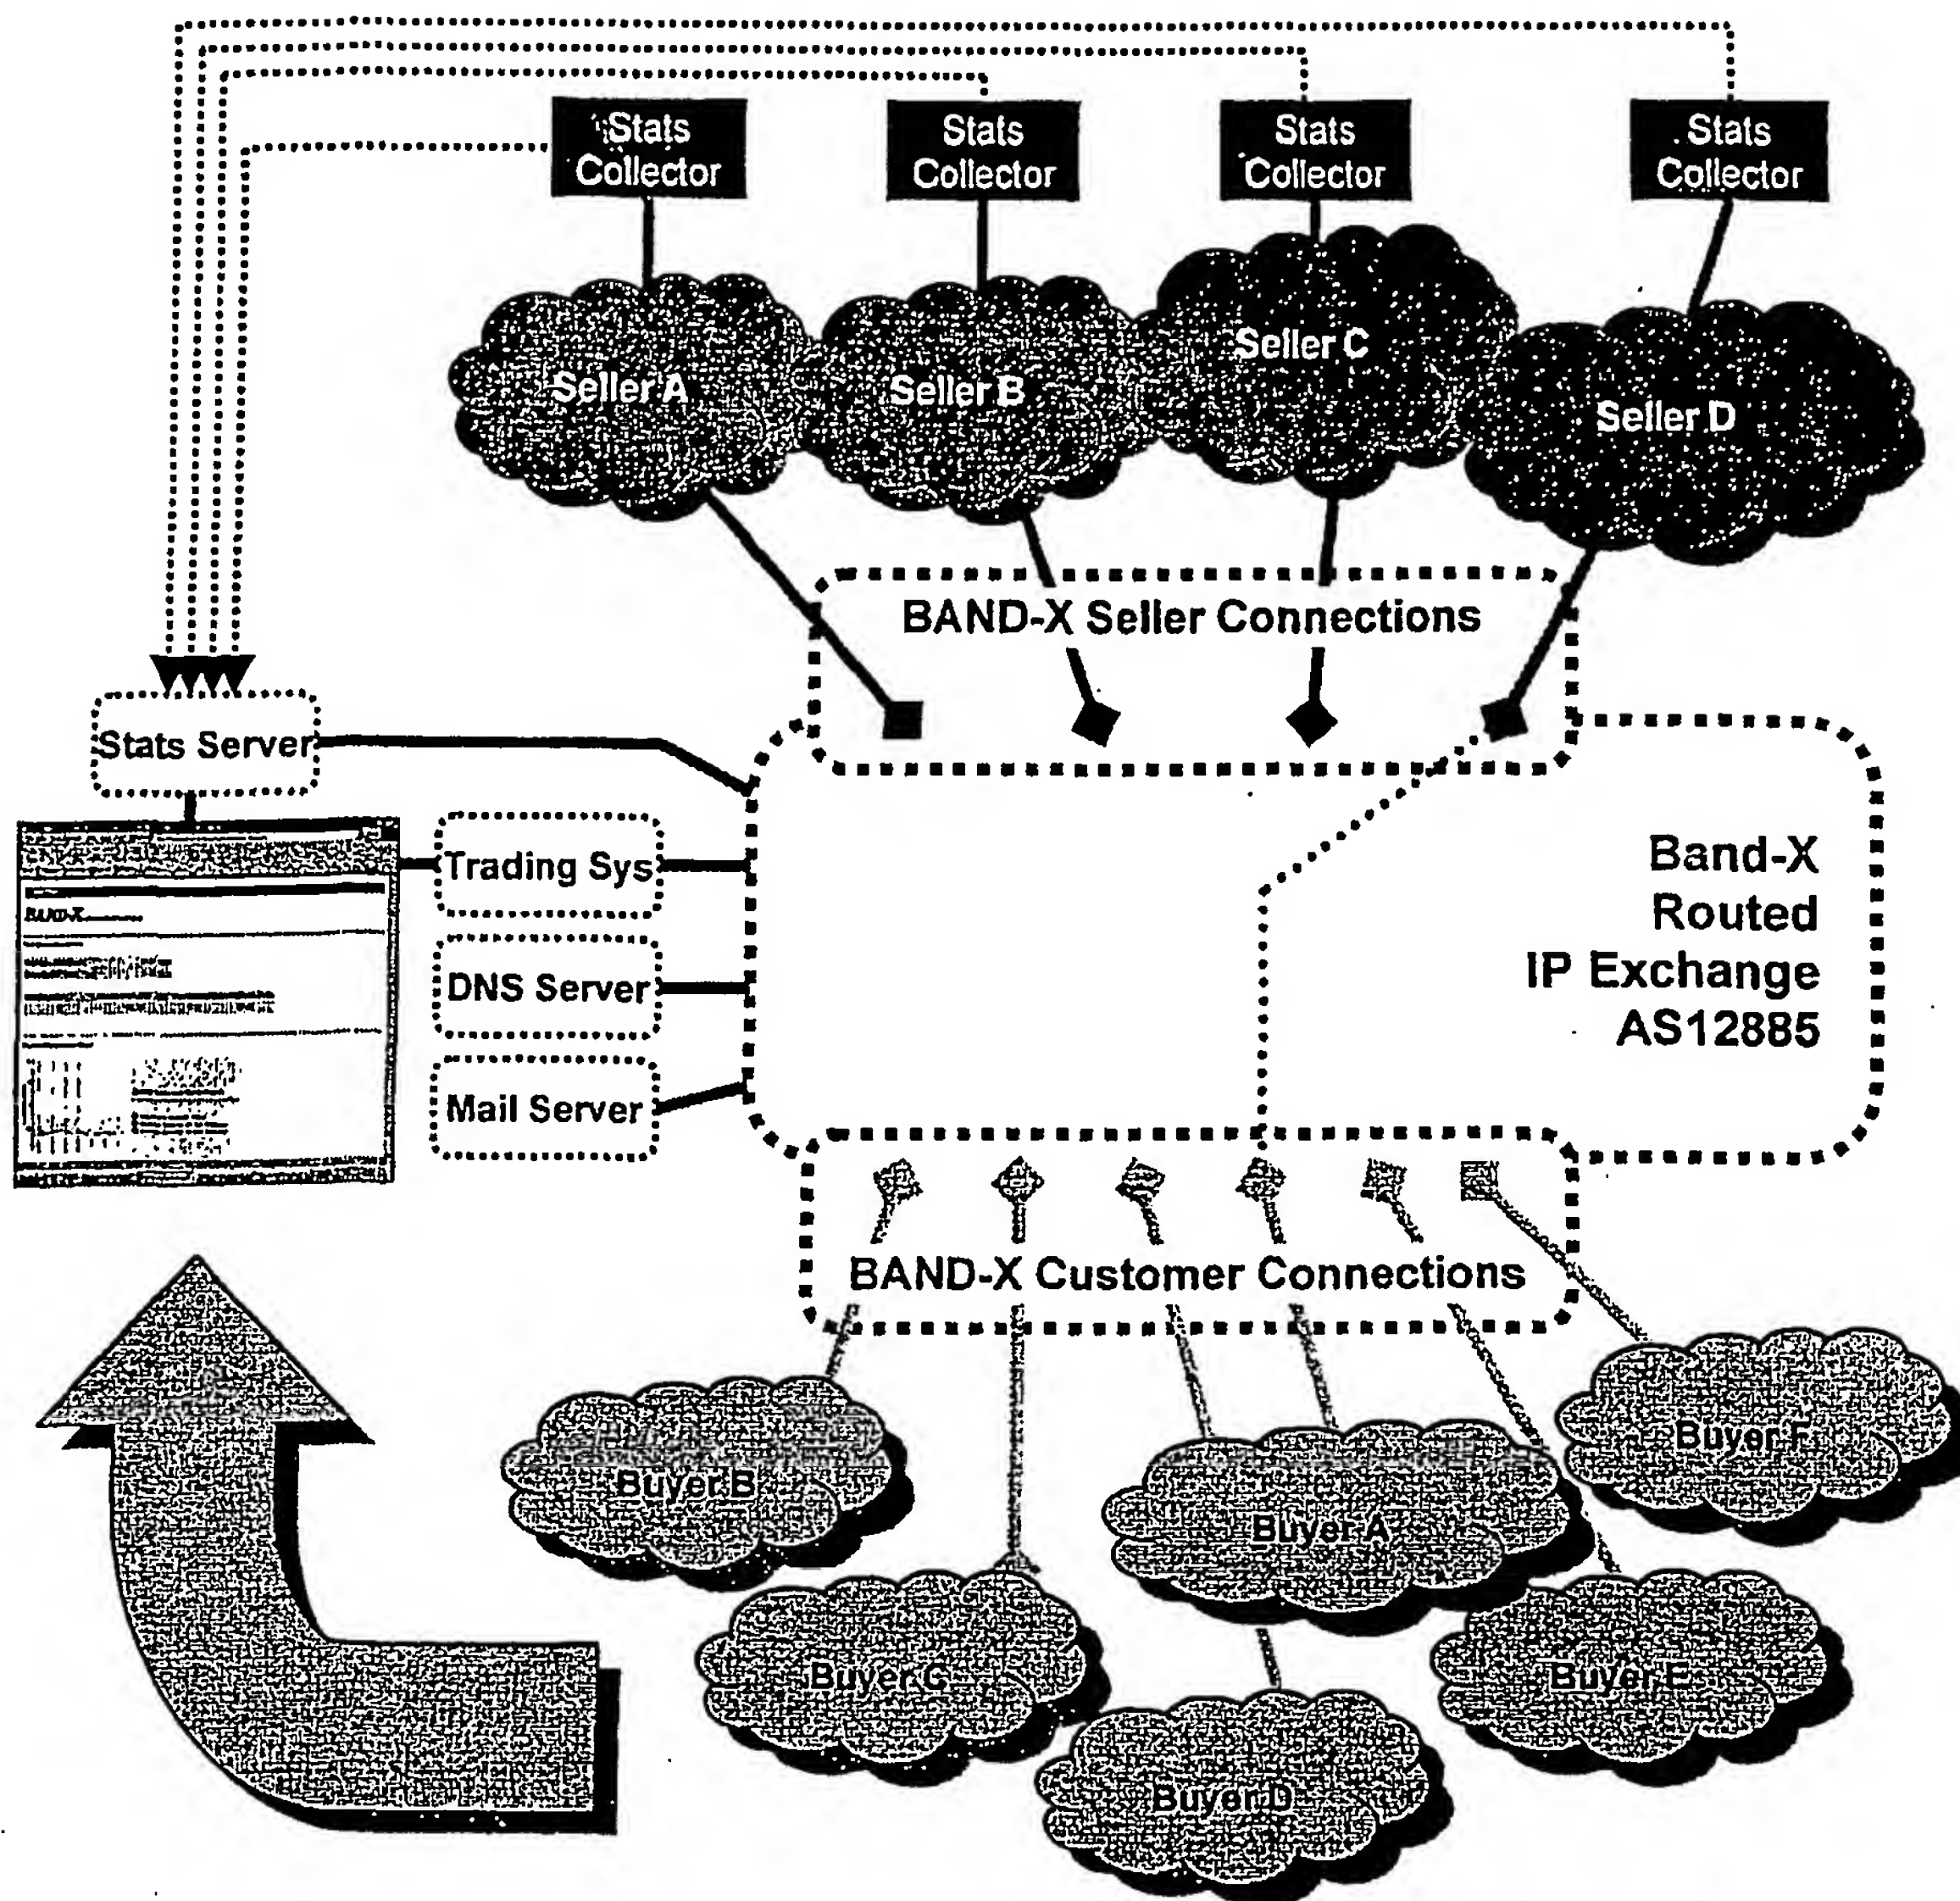 Stats
Collector
Stats
Collector
Stats
Collector
Stats
Collector
Seller A
Seller B
Seller C
Seller D
BAND-X Seller Connections
Stats Server
Trading Sys
DNS Server
Mail Server
BAND-X
Band-X
Routed
IP Exchange
AS12885
BAND-X Customer Connections
Buyer B
Buyer A
Buyer F
Buyer C
Buyer E
Buyer D